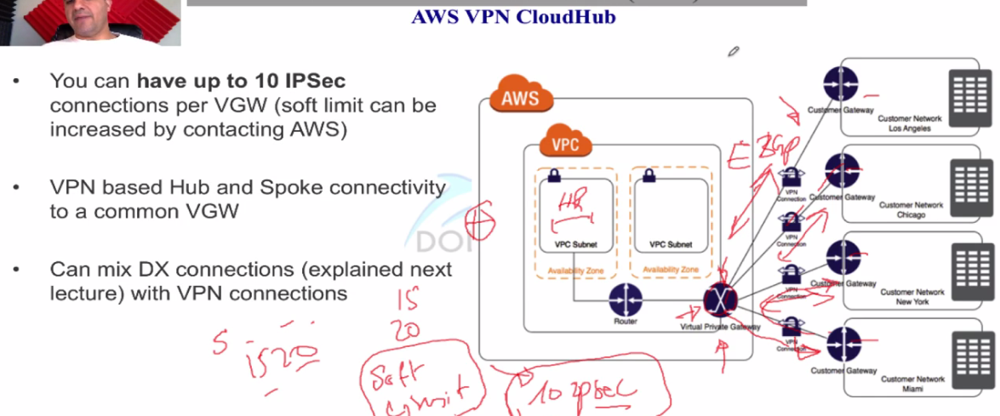 AWS VPN CloudHub
• You can have up to 10 IPSec
connections per VGW (soft limit can be
increased by contacting AWS)
• VPN based Hub and Spoke connectivity
to a common VGW
• Can mix DX connections (explained next
lecture) with VPN connections
15
20
S
Soft
10 IPsec
AWS
VPC
HR
VPC Subnet
VPC Subnet
Availability Zone
Availability Zone
Router
Virtual Private Gateway
E BGP
VPN
Connection
VPN
Connection
VPN
Connection
VPN
Connection
Customer Gateway
Customer Network
Los Angeles
Customer Gateway
Customer Network
Chicago
Customer Gateway
Customer Network
New York
Customer Gateway
Customer Network
Miami